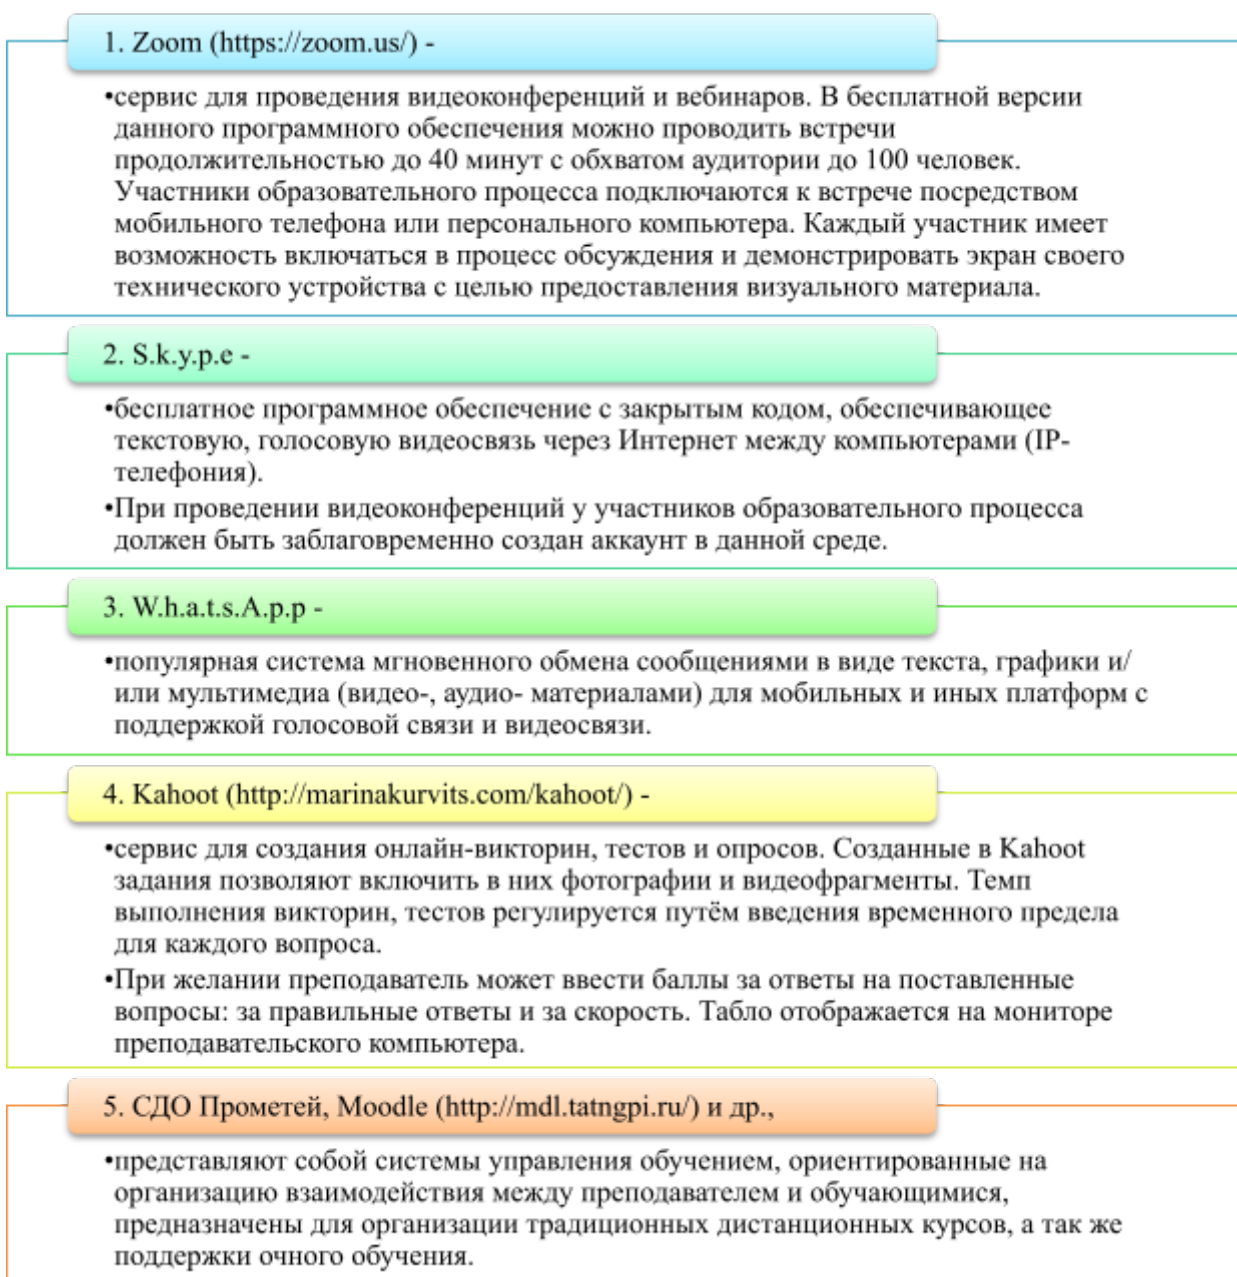 1. Zoom (https://zoom.us/) -
•сервис для проведения видеоконференций и вебинаров. В бесплатной версии
данного программного обеспечения можно проводить встречи
продолжительностью до 40 минут с обхватом аудитории до 100 человек.
Участники образовательного процесса подключаются к встрече посредством
мобильного телефона или персонального компьютера. Каждый участник имеет
возможность включаться в процесс обсуждения и демонстрировать экран своего
технического устройства с целью предоставления визуального материала.
2. S.k.y.p.e -
•бесплатное программное обеспечение с закрытым кодом, обеспечивающее
текстовую, голосовую видеосвязь через Интернет между компьютерами (IP-
телефония).
•При проведении видеоконференций у участников образовательного процесса
должен быть заблаговременно создан аккаунт в данной среде.
3. W.h.a.t.s.A.p.p -
•популярная система мгновенного обмена сообщениями в виде текста, графики и/
или мультимедиа (видео-, аудио- материалами) для мобильных и иных платформ с
поддержкой голосовой связи и видеосвязи.
4. Kahoot (http://marinakurvits.com/kahoot/) -
•сервис для создания онлайн-викторин, тестов и опросов. Созданные в Kahoot
задания позволяют включить в них фотографии и видеофрагменты. Темп
выполнения викторин, тестов регулируется путём введения временного предела
для каждого вопроса.
•При желании преподаватель может ввести баллы за ответы на поставленные
вопросы: за правильные ответы и за скорость. Табло отображается на мониторе
преподавательского компьютера.
5. СДО Прометей, Moodle (http://mdl.tatngpi.ru/) и др.,
•представляют собой системы управления обучением, ориентированные на
организацию взаимодействия между преподавателем и обучающимися,
предназначены для организации традиционных дистанционных курсов, а так же
поддержки очного обучения.